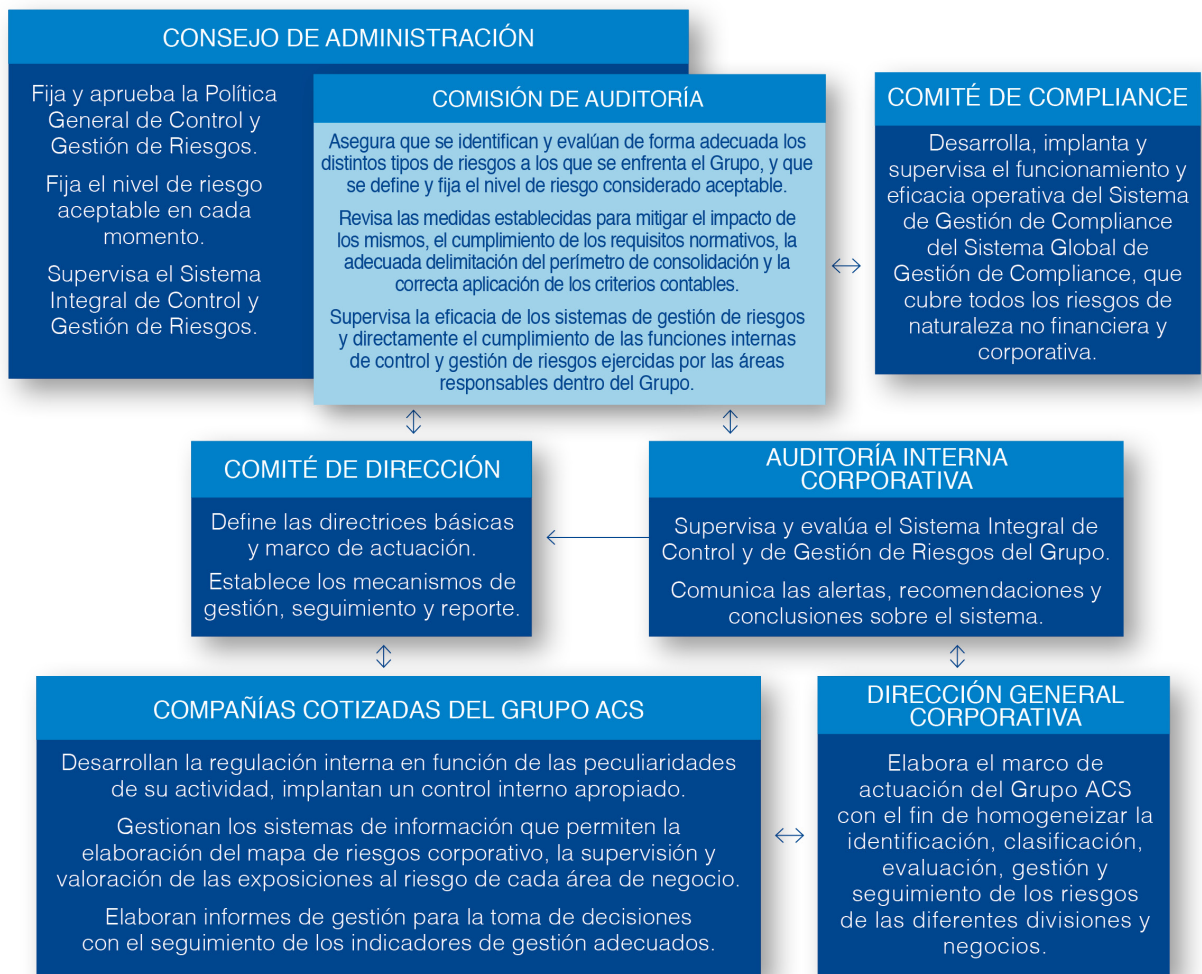 CONSEJO DE ADMINISTRACIÓN
Fija y aprueba la Política
General de Control y
Gestión de Riesgos.
Fija el nivel de riesgo
aceptable en cada
momento.
Supervisa el Sistema
Integral de Control y
Gestión de Riesgos.
COMISIÓN DE AUDITORÍA
Asegura que se identifican y evalúan de forma adecuada los
distintos tipos de riesgos a los que se enfrenta el Grupo, y que
se define y fija el nivel de riesgo considerado aceptable.
Revisa las medidas establecidas para mitigar el impacto de
los mismos, el cumplimiento de los requisitos normativos, la
adecuada delimitación del perímetro de consolidación y la
correcta aplicación de los criterios contables.
Supervisa la eficacia de los sistemas de gestión de riesgos
y directamente el cumplimiento de las funciones internas
de control y gestión de riesgos ejercidas por las áreas
responsables dentro del Grupo.
COMITÉ DE COMPLIANCE
Desarrolla, implanta y
supervisa el funcionamiento y
eficacia operativa del Sistema
de Gestión de Compliance
del Sistema Global de
Gestión de Compliance, que
cubre todos los riesgos de
naturaleza no financiera y
corporativa.
COMITÉ DE DIRECCIÓN
Define las directrices básicas
y marco de actuación.
Establece los mecanismos de
gestión, seguimiento y reporte.
AUDITORÍA INTERNA
CORPORATIVA
Supervisa y evalúa el Sistema Integral de
Control y de Gestión de Riesgos del Grupo.
Comunica las alertas, recomendaciones y
conclusiones sobre el sistema.
COMPAÑÍAS COTIZADAS DEL GRUPO ACS
Desarrollan la regulación interna en función de las peculiaridades
de su actividad, implantan un control interno apropiado.
Gestionan los sistemas de información que permiten la
elaboración del mapa de riesgos corporativo, la supervisión y
valoración de las exposiciones al riesgo de cada área de negocio.
Elaboran informes de gestión para la toma de decisiones
con el seguimiento de los indicadores de gestión adecuados.
DIRECCIÓN GENERAL
CORPORATIVA
Elabora el marco de
actuación del Grupo ACS
con el fin de homogeneizar la
identificación, clasificación,
evaluación, gestión y
seguimiento de los riesgos
de las diferentes divisiones y
negocios.